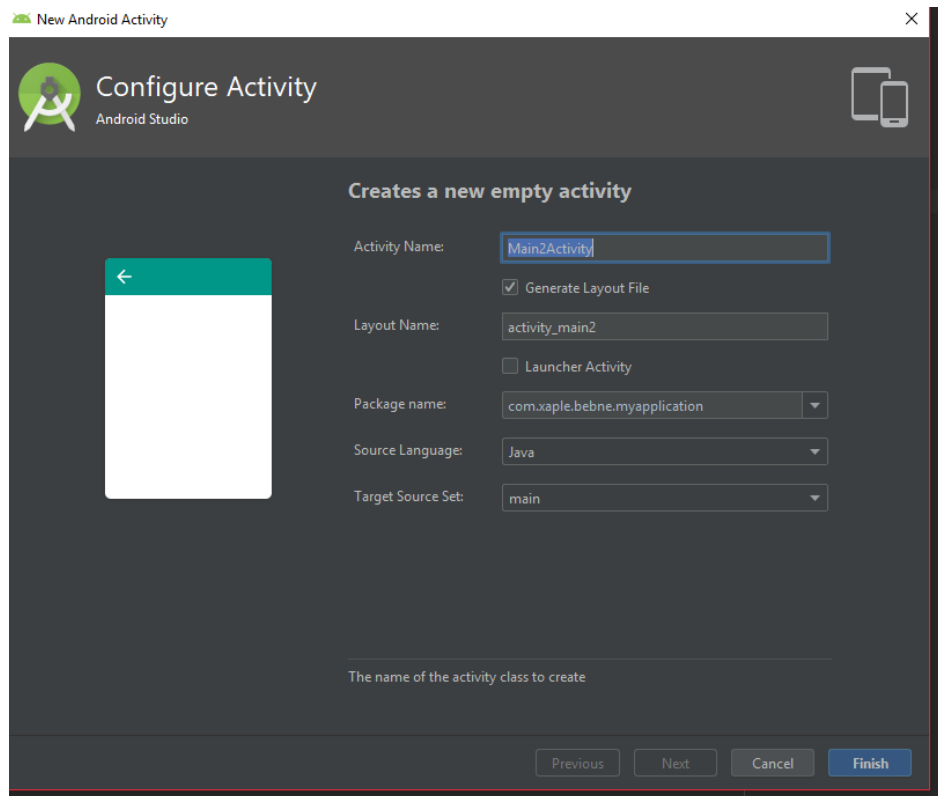 New Android Activity
Configure Activity
Android Studio
Creates a new empty activity
Activity Name:
Main2Activity
Generate Layout File
Layout Name:
activity_main2
Launcher Activity
Package name:
com.xaple.bebne.myapplication
Source Language:
Java
Target Source Set:
main
The name of the activity class to create
Previous
Next
Cancel
Finish